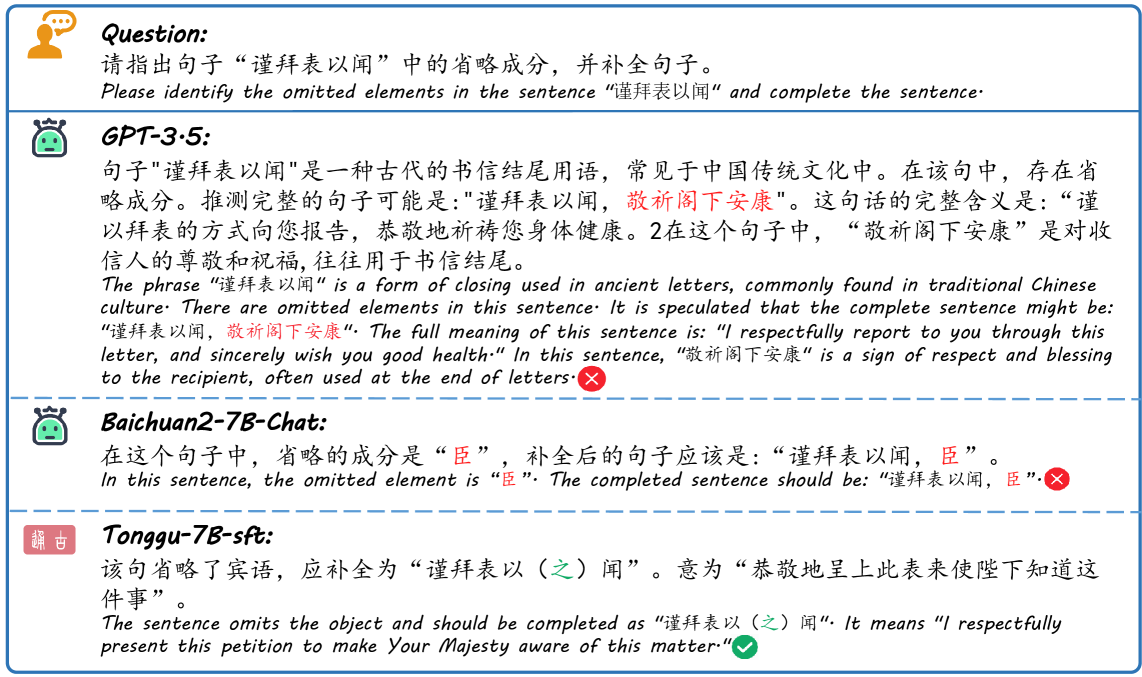 Question:
请指出句子“谨拜表以闻”中的省略成分，并补全句子。
Please identify the omitted elements in the sentence “谨拜表以闻“ and complete the sentence.
GPT-3.5:
句子"谨拜表以闻"是一种古代的书信结尾用语，常见于中国传统文化中。在该句中，存在省
略成分。推测完整的句子可能是:"谨拜表以闻，敬祈阁下安康"。这句话的完整含义是:“谨
以拜表的方式向您报告，恭敬地祈祷您身体健康。2在这个句子中，“敬祈阁下安康”是对收
信人的尊敬和祝福,往往用于书信结尾。
The phrase “谨拜表以闻“ is a form of closing used in ancient letters, commonly found in traditional Chinese
culture. There are omitted elements in this sentence. It is speculated that the complete sentence might be:
“谨拜表以闻，敬祈阁下安康“. The full meaning of this sentence is: “I respectfully report to you through this
letter, and sincerely wish you good health.“ In this sentence, “敬祈阁下安康“ is a sign of respect and blessing
to the recipient, often used at the end of letters.
Baichuan2-7B-Chat:
在这个句子中，省略的成分是“臣”，补全后的句子应该是:“谨拜表以闻，臣”。
In this sentence, the omitted element is “臣”. The completed sentence should be: “谨拜表以闻，臣”.
通古
Tonggu-7B-sft:
该句省略了宾语，应补全为“谨拜表以（之）闻”。意为“恭敬地呈上此表来使陛下知道这
件事”。
The sentence omits the object and should be completed as “谨拜表以（之）闻“. It means “I respectfully
present this petition to make Your Majesty aware of this matter.“